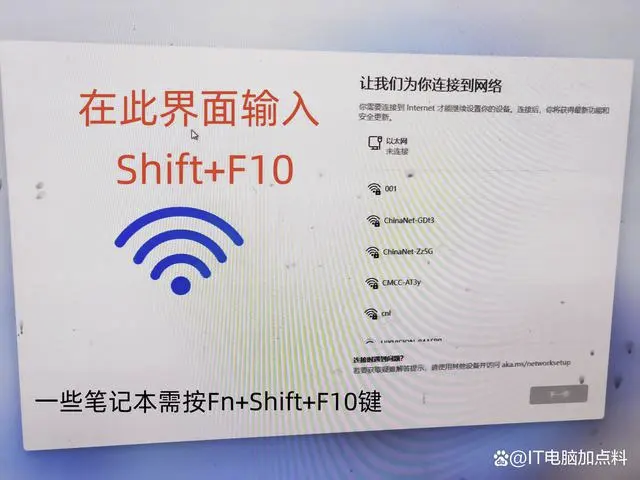 在此界面输入
Shift+F10
让我们为你连接到网络
你需要连接到 Internet 才能继续设置你的设备。连接后，你将获得最新功能和
安全更新。
以太网
未连接
001
ChinaNet-GDt3
ChinaNet-Zz5G
CMCC-AT3y
cnl
连接时遇到问题?
若要获取疑难解答提示，请使用其他设备并访问 aka.ms/networksetup
下一步
一些笔记本需按Fn+Shift+F10键
@IT电脑加点料